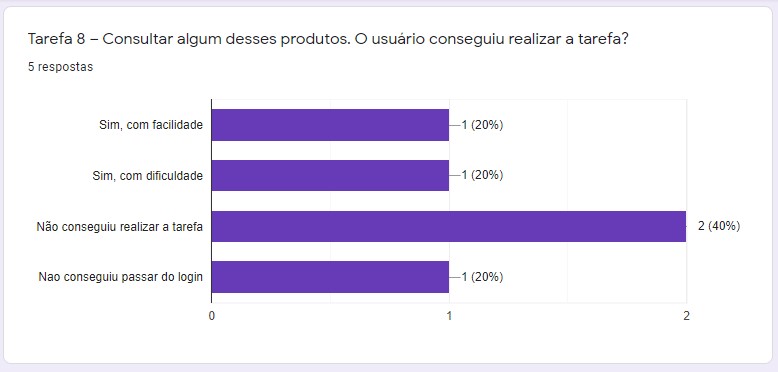 Tarefa 8 – Consultar algum desses produtos. O usuário conseguiu realizar a tarefa?
5 respostas
Sim, com facilidade
1 (20%)
Sim, com dificuldade
1 (20%)
Não conseguiu realizar a tarefa
2 (40%)
Nao conseguiu passar do login
1 (20%)
0
1
2